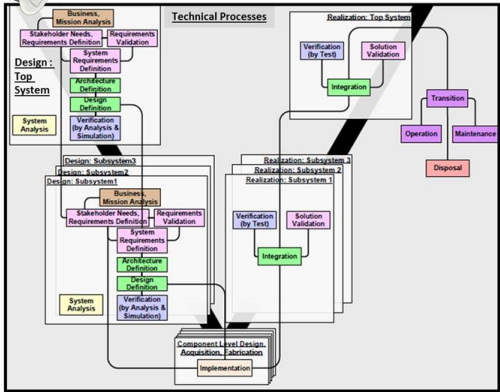 Technical Processes
Design :
Top
System
Business,
Mission Analysis
Stakeholder Needs,
Requirements Definition
Requirements
Validation
System
Requirements
Definition
Architecture
Definition
Design
Definition
System
Analysis
Verification
(by Analysis &
Simulation)
Realization: Top System
Verification
(by Test)
Solution
Validation
Integration
Transition
Operation
Maintenance
Disposal
Design: Subsystem3
Design: Subsystem2
Design: Subsystem1
Business,
Mission Analysis
Stakeholder Needs,
Requirements Definition
Requirements
Validation
System
Requirements
Definition
Architecture
Definition
Design
Definition
System
Analysis
Verification
(by Analysis &
Simulation)
Realization: Subsystem 3
Realization: Subsystem 2
Realization: Subsystem 1
Verification
(by Test)
Solution
Validation
Integration
Component Level Design,
Acquisition, Fabrication
Implementation